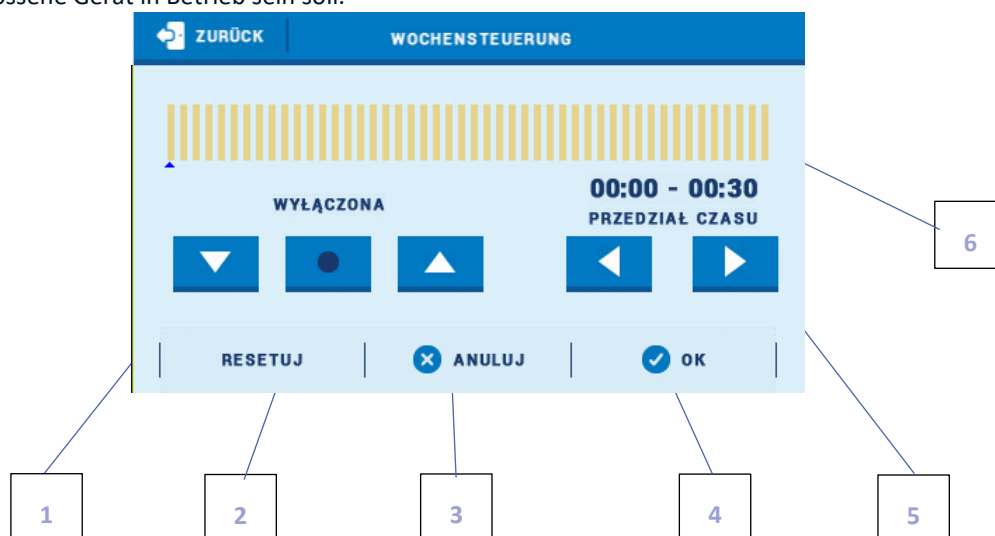 Gerät in Betrieb sein soll.
ZURÜCK WOCHENSTEUERUNG
00:00 - 00:30
WYŁĄCZONA
PRZEDZIAŁ CZASU
6
RESETUJ ANULUJ OK
1 2 3 4 5